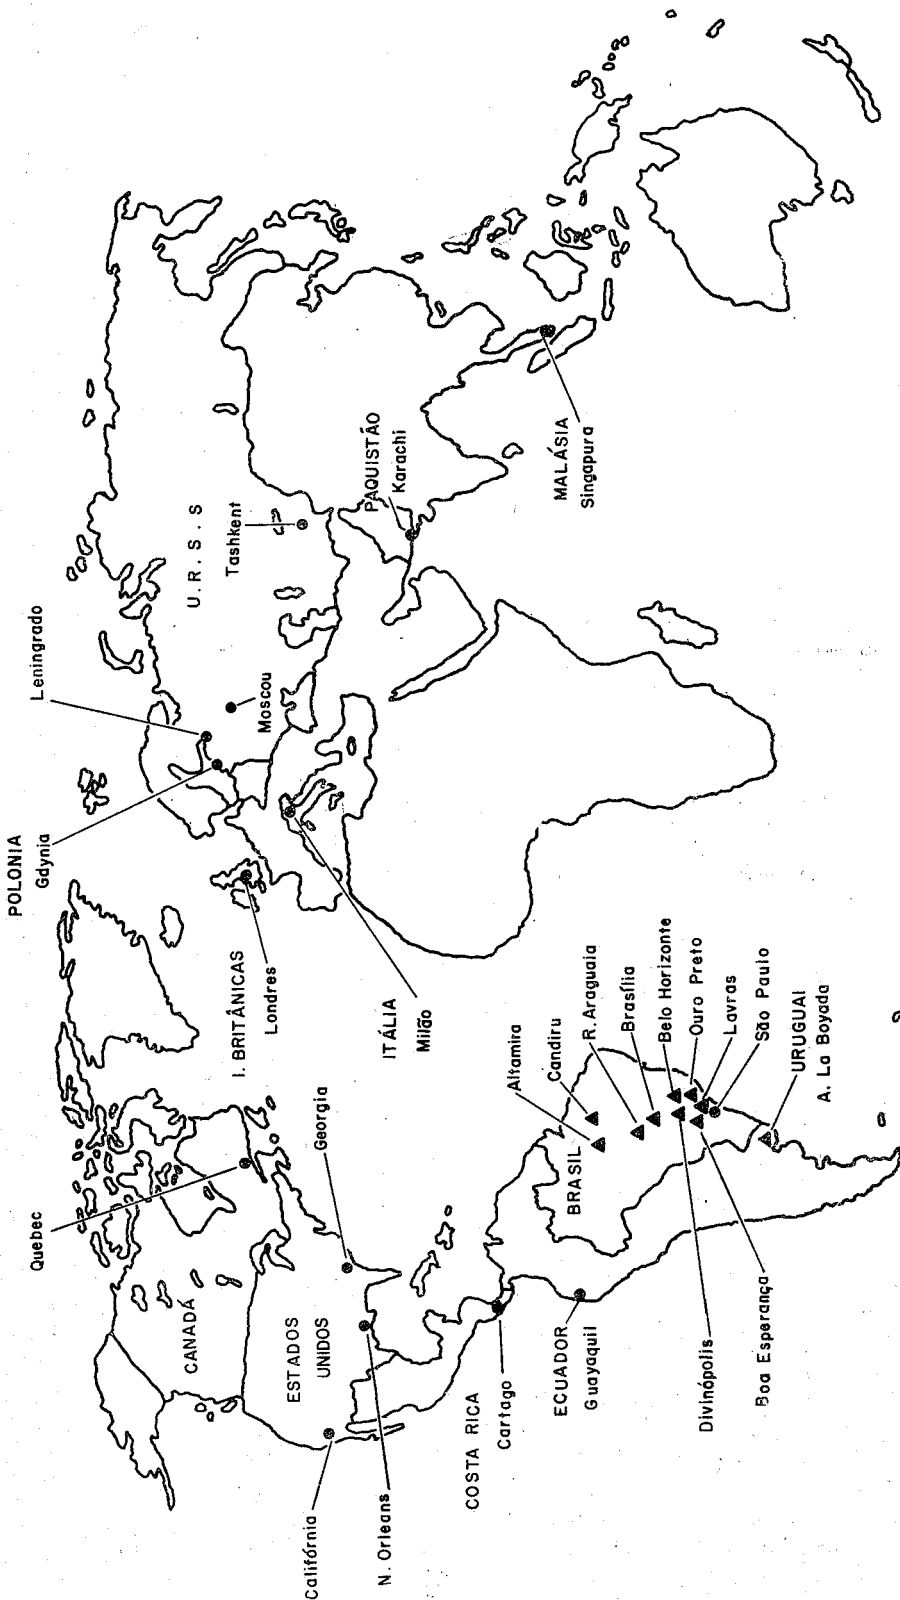 POLONIA
Gdynia
Leningrado
Quebec
CANADÁ
I. BRITÂNICAS
Londres
Moscou
U.R.S.S
Tashkent
ESTADOS
UNIDOS
Georgia
Califórnia
N. Orleans
ITÁLIA
Milão
PAQUISTÃO
Karachi
COSTA RICA
Cartago
Altamira
Candiru
R. Araguaia
Brasília
Belo Horizonte
Ouro Preto
Lavras
São Paulo
URUGUAI
A. La Boyada
ECUADOR
Guayaquil
BRASIL
MALÁSIA
Singapura
Divinópolis
Boa Esperança